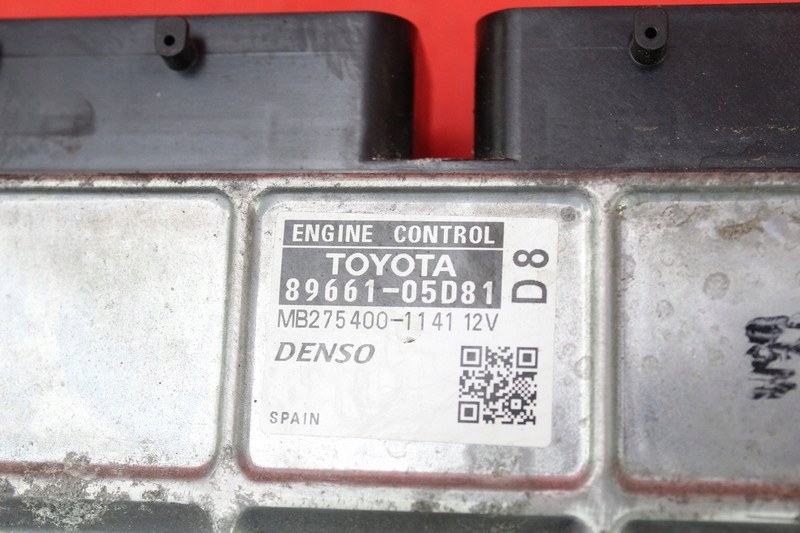 ENGINE CONTROL
TOYOTA
89661-05D81
D8
MB275400-1141 12V
DENSO
SPAIN